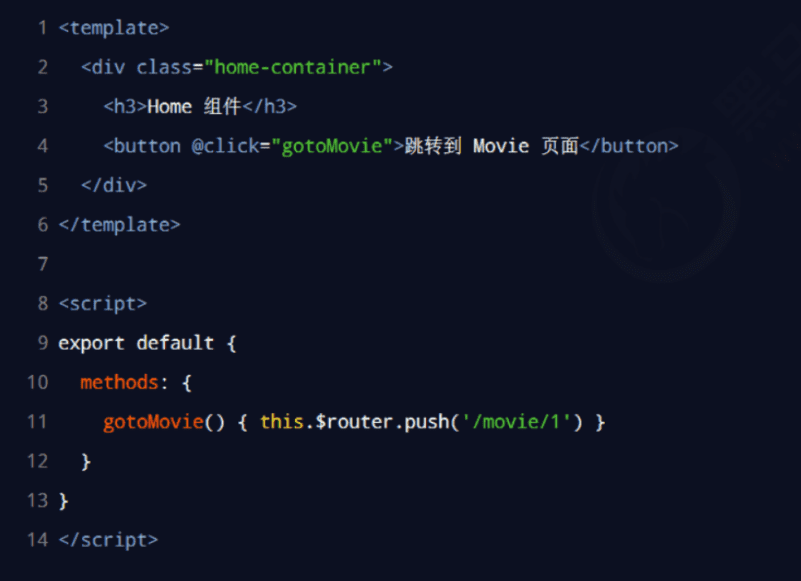 1 <template>
2   <div class="home-container">
3     <h3>Home 组件</h3>
4     <button @click="gotoMovie">跳转到 Movie 页面</button>
5   </div>
6 </template>
7
8 <script>
9 export default {
10   methods: {
11     gotoMovie() { this.$router.push('/movie/1') }
12   }
13 }
14 </script>